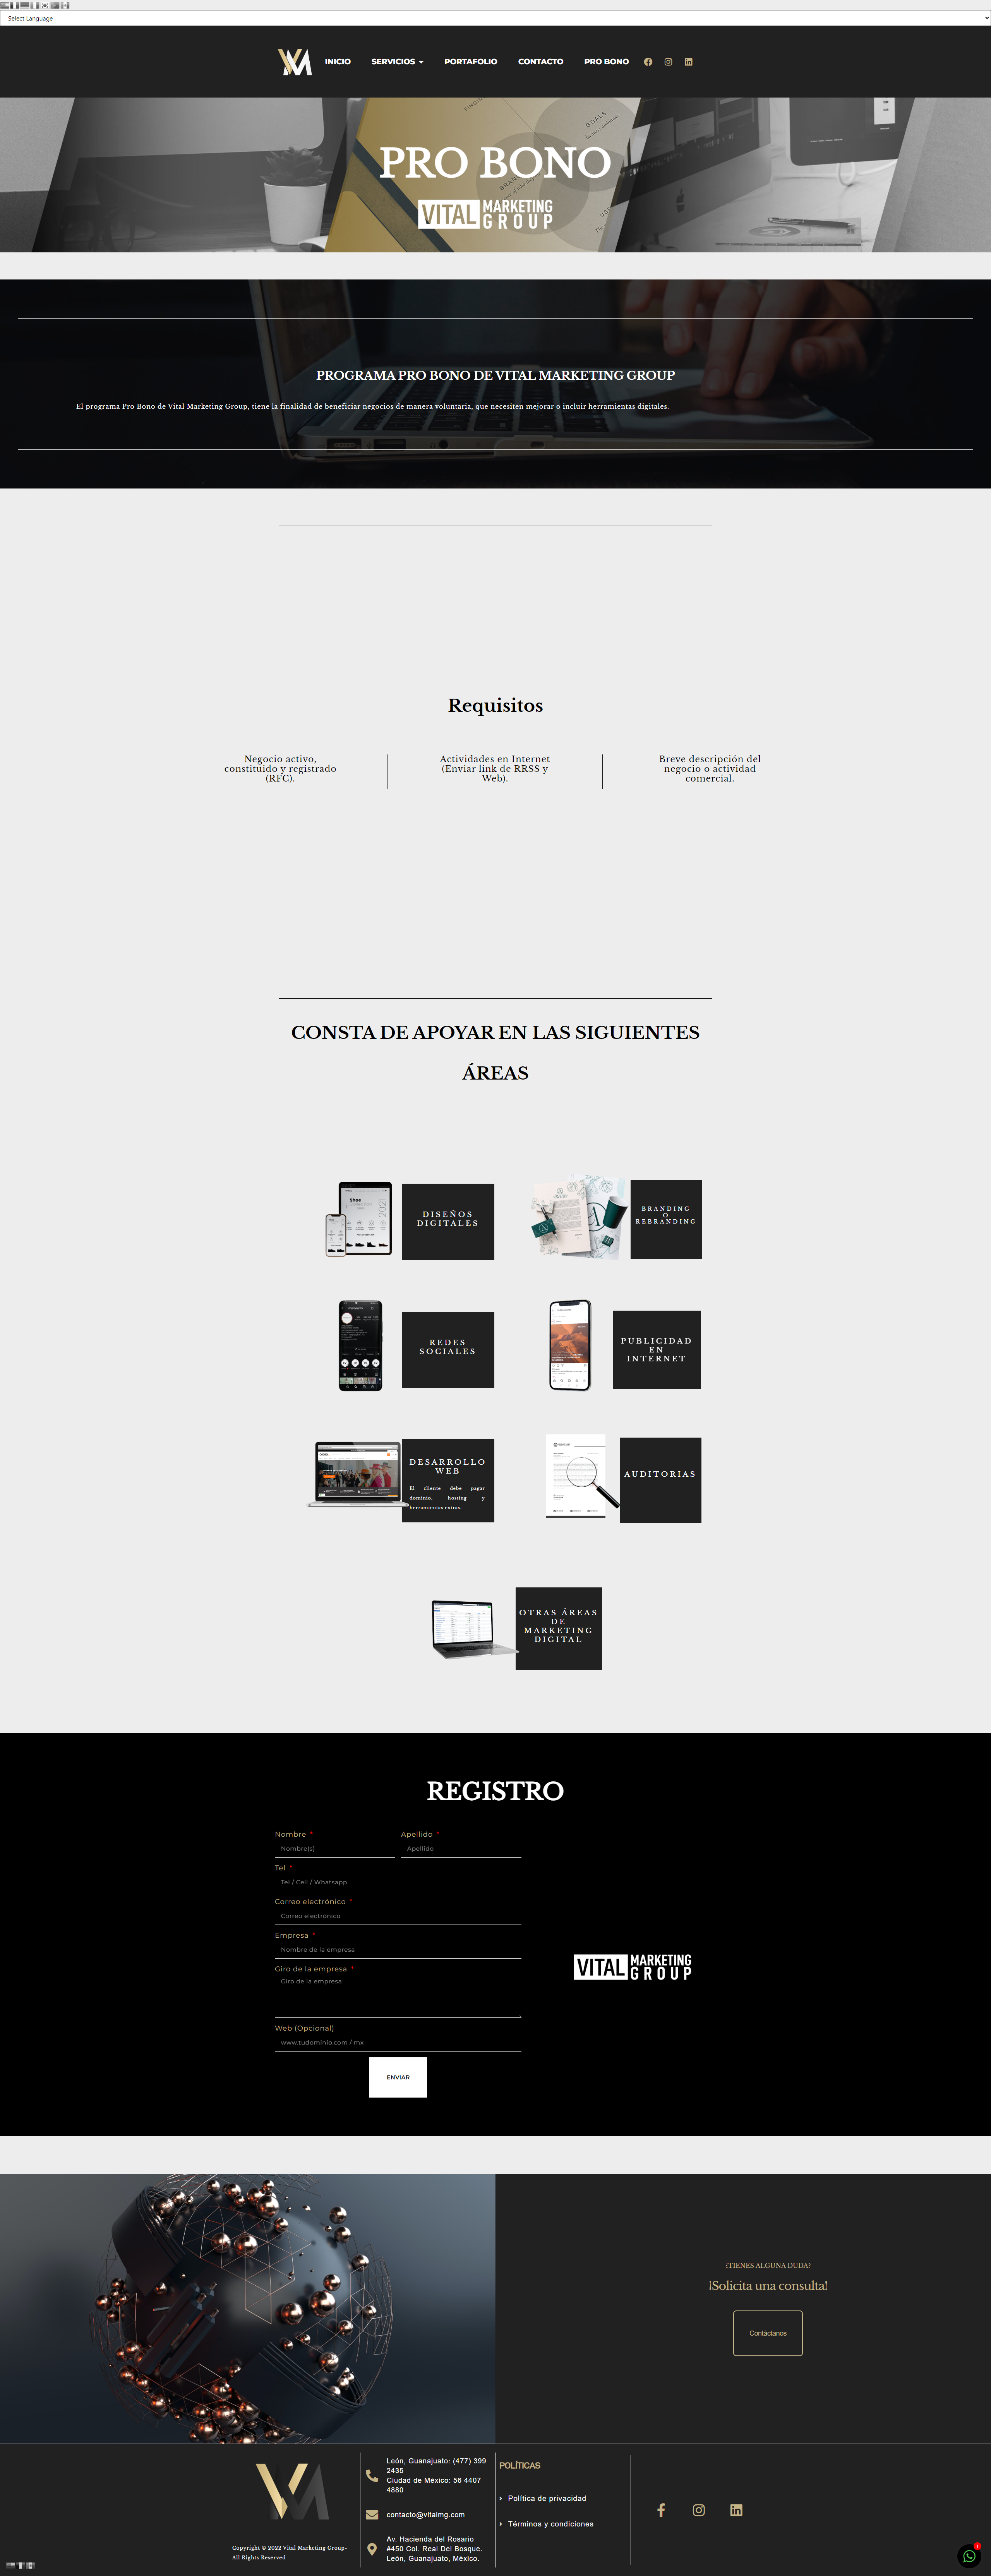 Select Language
INICIO
SERVICIOS
PORTAFOLIO
CONTACTO
PRO BONO
PRO BONO
VITAL MARKETING GROUP
PROGRAMA PRO BONO DE VITAL MARKETING GROUP
El programa Pro Bono de Vital Marketing Group, tiene la finalidad de beneficiar negocios de manera voluntaria, que necesiten mejorar o incluir herramientas digitales.
Requisitos
Negocio activo,
constituido y registrado
(RFC).
Actividades en Internet
(Enviar link de RRSS y
Web).
Breve descripción del
negocio o actividad
comercial.
CONSTA DE APOYAR EN LAS SIGUIENTES
ÁREAS
DISEÑOS
DIGITALES
BRANDING
O
REBRANDING
REDES
SOCIALES
PUBLICIDAD
EN
INTERNET
DESARROLLO
WEB
El cliente debe pagar
dominio, hosting y
herramientas extras.
AUDITORIAS
OTRAS ÁREAS
DE
MARKETING
DIGITAL
REGISTRO
Nombre *
Apellido *
Nombre(s)
Apellido
Tel *
Tel / Cell / Whatsapp
Correo electrónico *
Correo electrónico
Empresa *
Nombre de la empresa
Giro de la empresa *
Giro de la empresa
Web (Opcional)
www.tudominio.com / mx
ENVIAR
VITAL MARKETING GROUP
¿TIENES ALGUNA DUDA?
¡Solicita una consulta!
Contáctanos
Copyright © 2022 Vital Marketing Group-
All Rights Reserved
León, Guanajuato: (477) 399
2435
Ciudad de México: 56 4407
4880
contacto@vitalmg.com
Av. Hacienda del Rosario
#450 Col. Real Del Bosque.
León, Guanajuato, México.
POLÍTICAS
Política de privacidad
Términos y condiciones
1